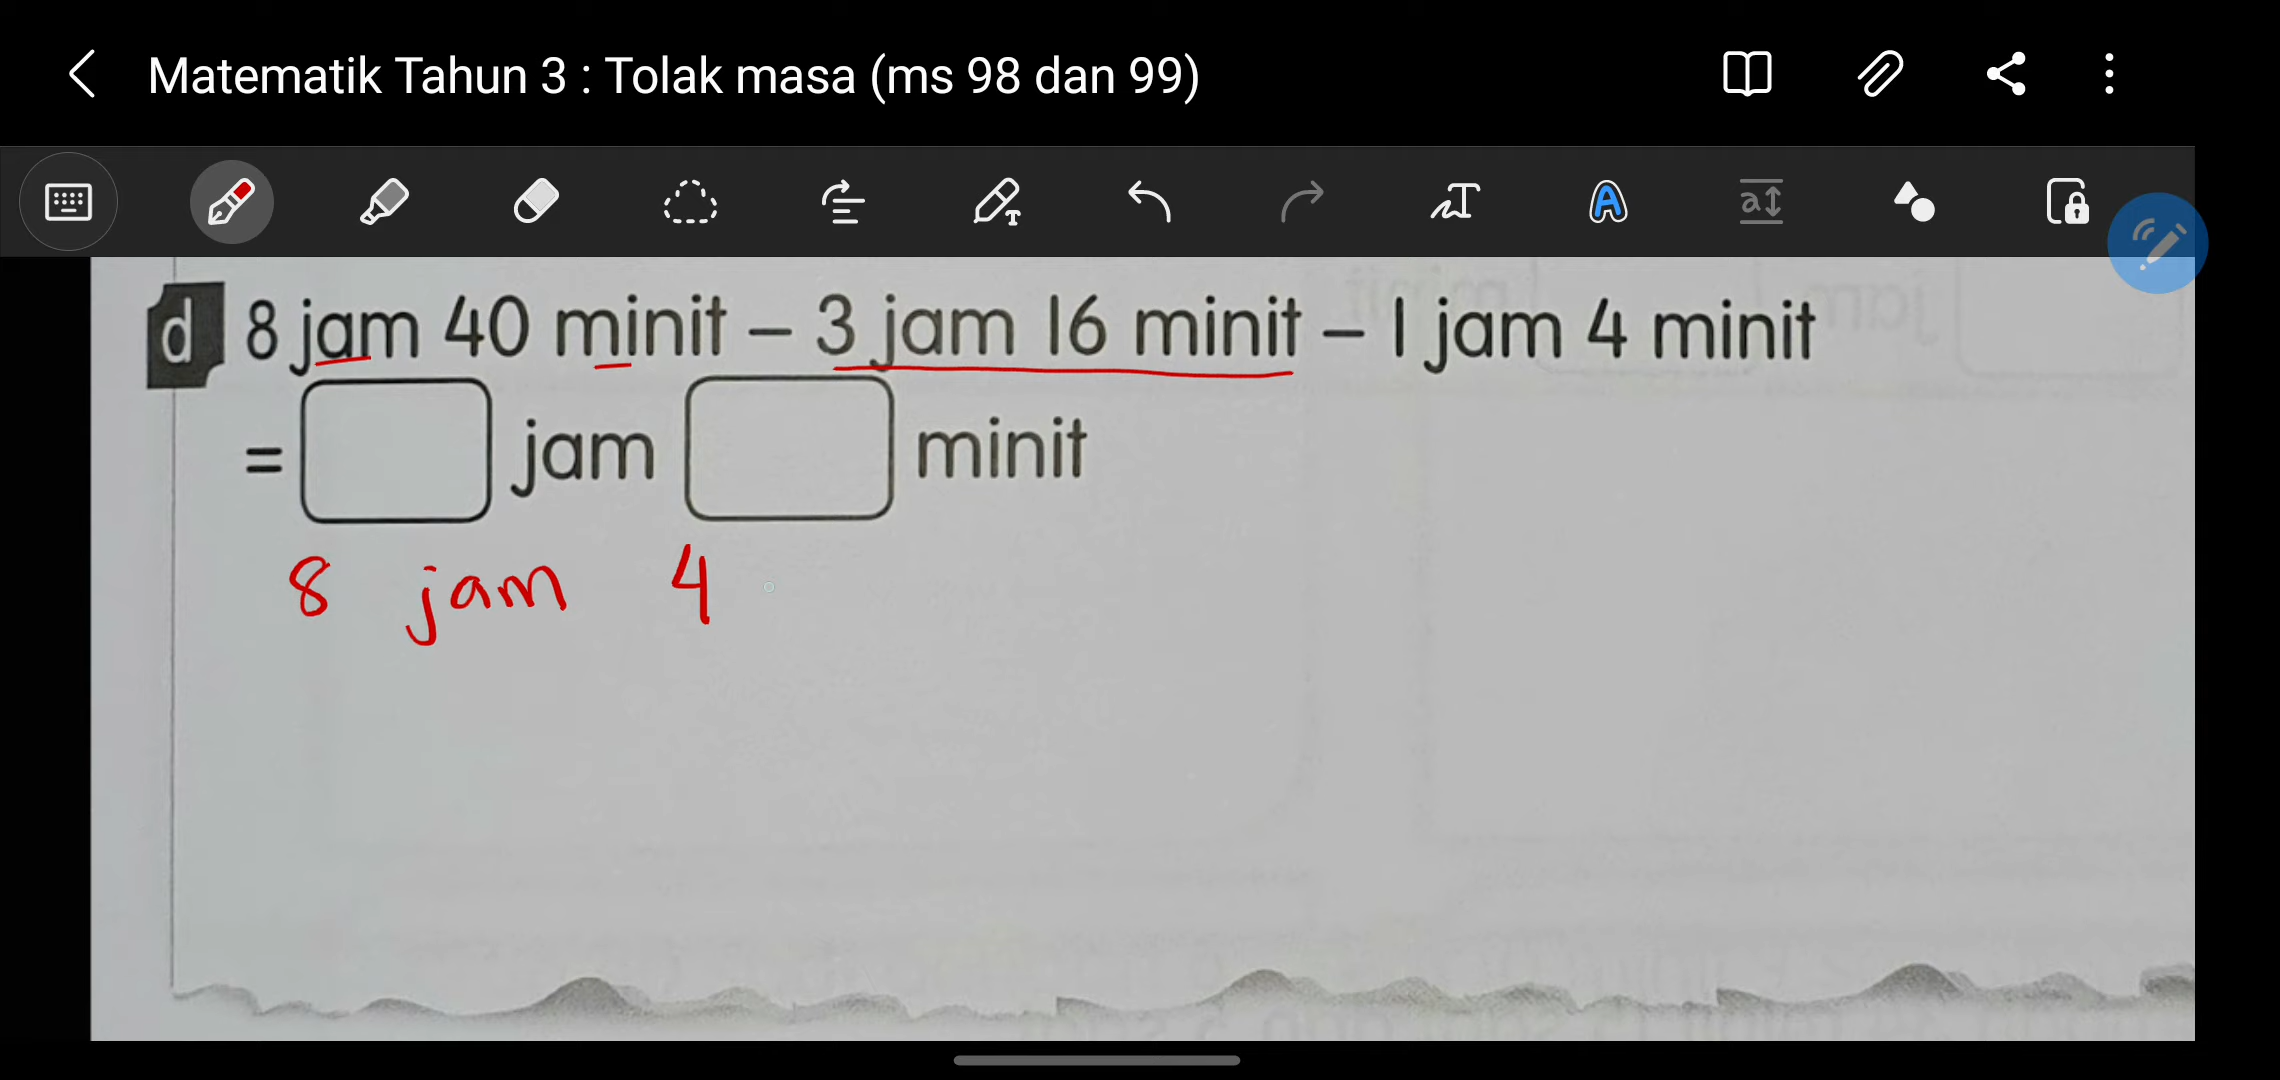 Matematik Tahun 3 : Tolak masa (ms 98 dan 99)
d 8 jam 40 minit – 3 jam 16 minit – 1 jam 4 minit
= jam minit
8 jam 4